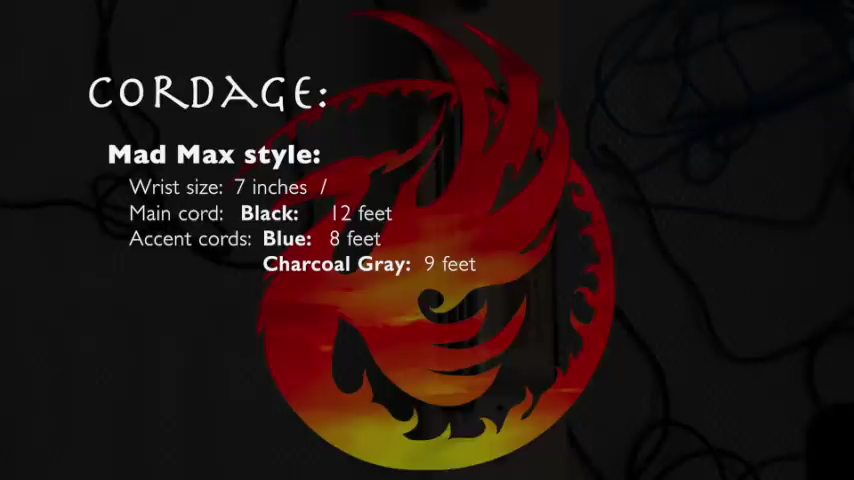 CORDAGE:
Mad Max style:
Wrist size: 7 inches /
Main cord: Black: 12 feet
Accent cords: Blue: 8 feet
Charcoal Gray: 9 feet